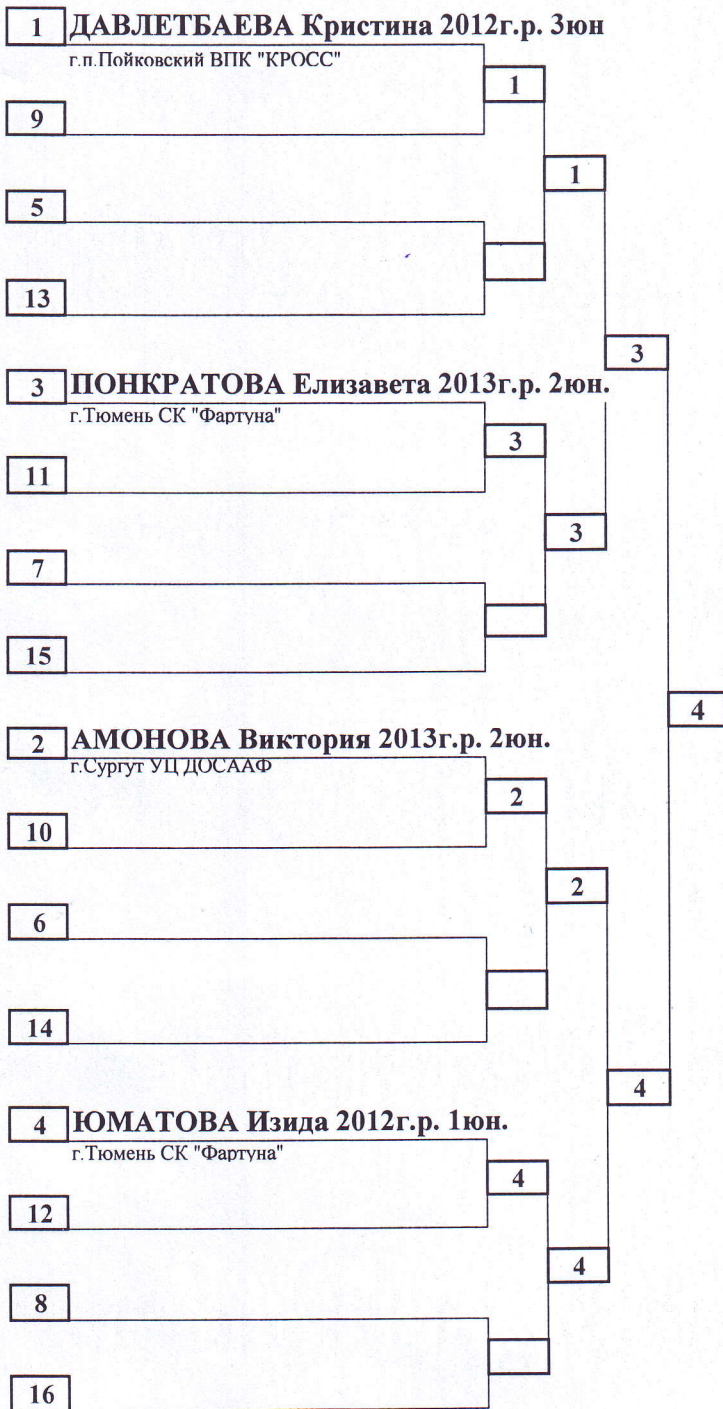 1 ДАВЛЕТБАЕВА Кристина 2012г.р. 3юн
г.п.Пойковский ВПК "КРОСС"
1
9
1
5
13
3
3 ПОНКРАТОВА Елизавета 2013г.р. 2юн.
г.Тюмень СК "Фартуна"
3
11
3
7
15
4
2 АМОНОВА Виктория 2013г.р. 2юн.
г.Сургут УЦ ДОСААФ
2
10
2
6
14
4
4 ЮМАТОВА Изида 2012г.р. 1юн.
г.Тюмень СК "Фартуна"
4
12
4
8
16